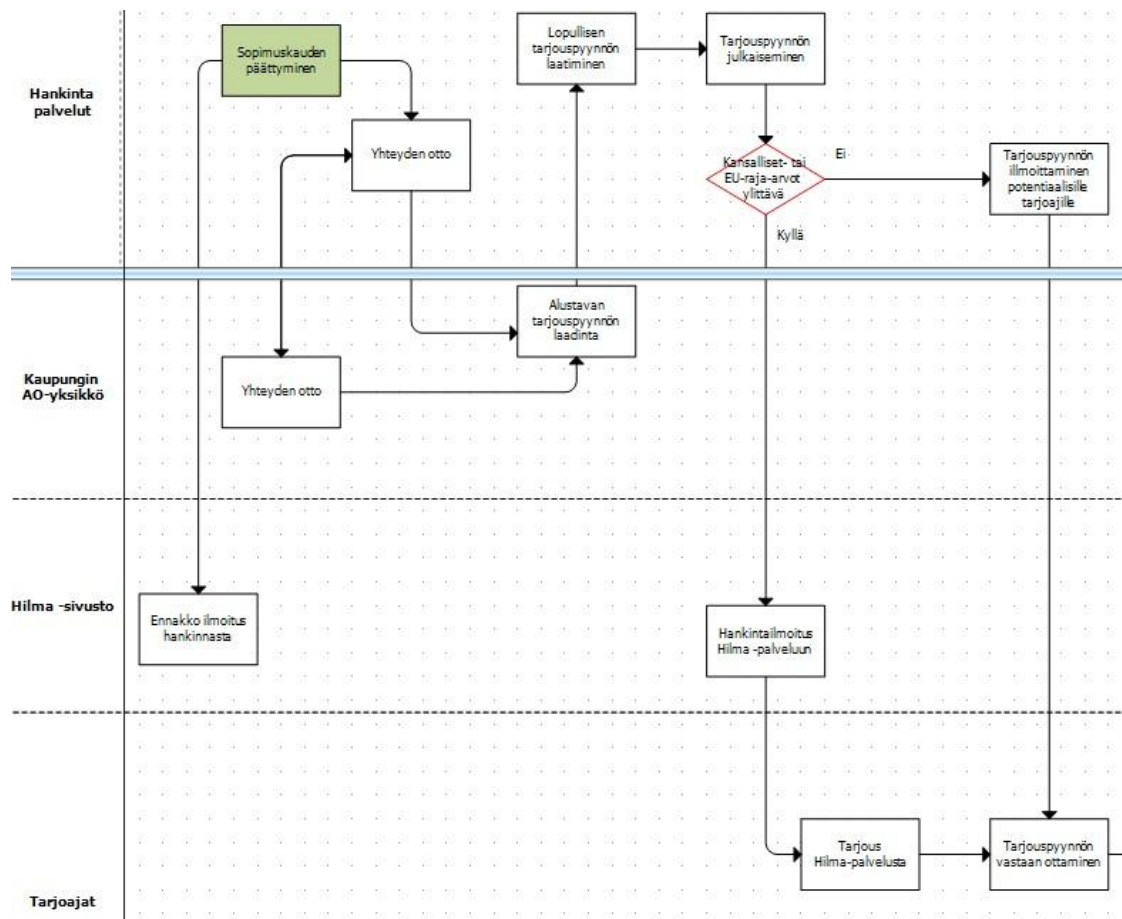 Hankinta
palvelut
Sopimuskauden
päättyminen
Yhteyden otto
Lopullisen
tarjouspyynnön
laatiminen
Tarjouspyynnön
julkaiseminen
Kansalliset- tai
EU-raja-arvot
ylittävä
Ei
Kyllä
Tarjouspyynnön
illmoittaminen
potentiaalisille
tarjoajille
Kaupungin
AO-yksikkö
Yhteyden otto
Alustavan
tarjouspyynnön
laadinta
Hilma -sivusto
Ennakko ilmoitus
hankinnasta
Hankintailmoitus
Hilma -palveluun
Tarjoajat
Tarjous
Hilma-palvelusta
Tarjouspyynnön
vastaan ottaminen